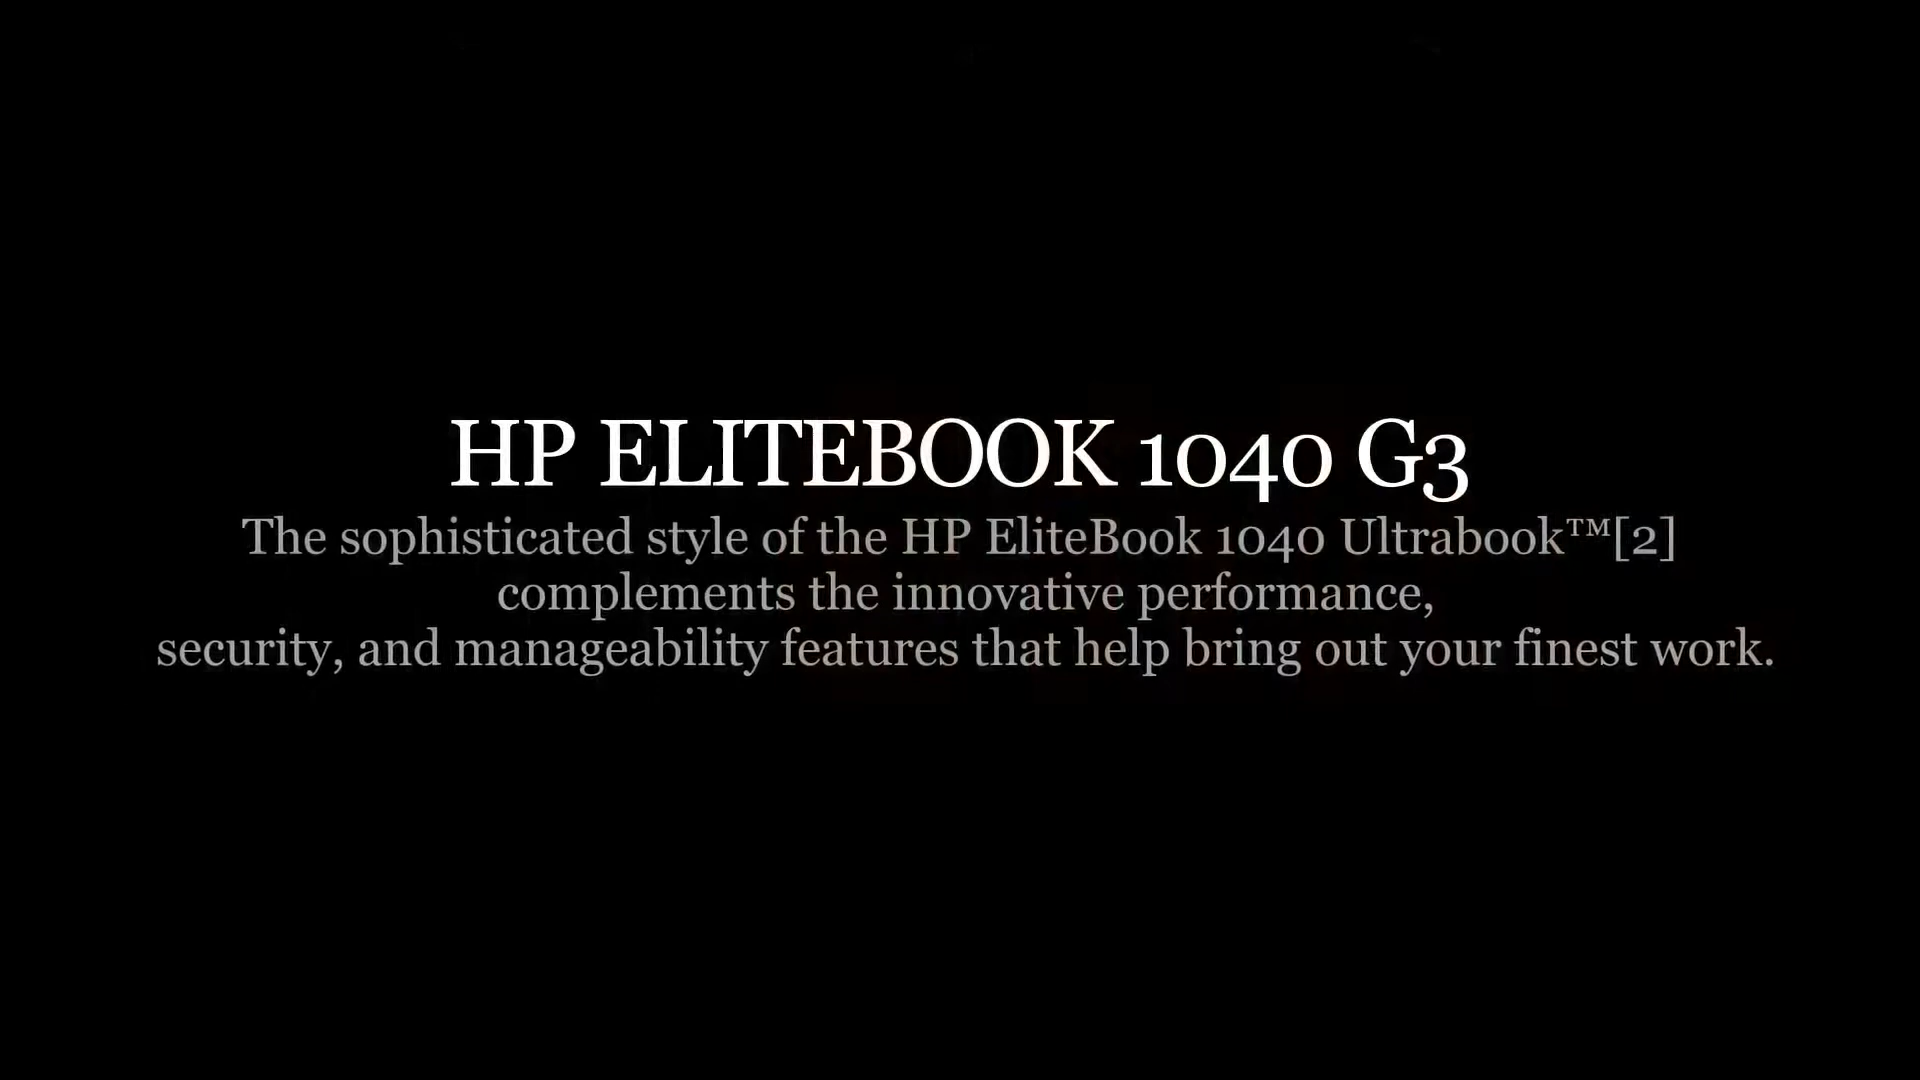 HP ELITEBOOK 1040 G3
The sophisticated style of the HP EliteBook 1040 Ultrabook™[2]
complements the innovative performance,
security, and manageability features that help bring out your finest work.